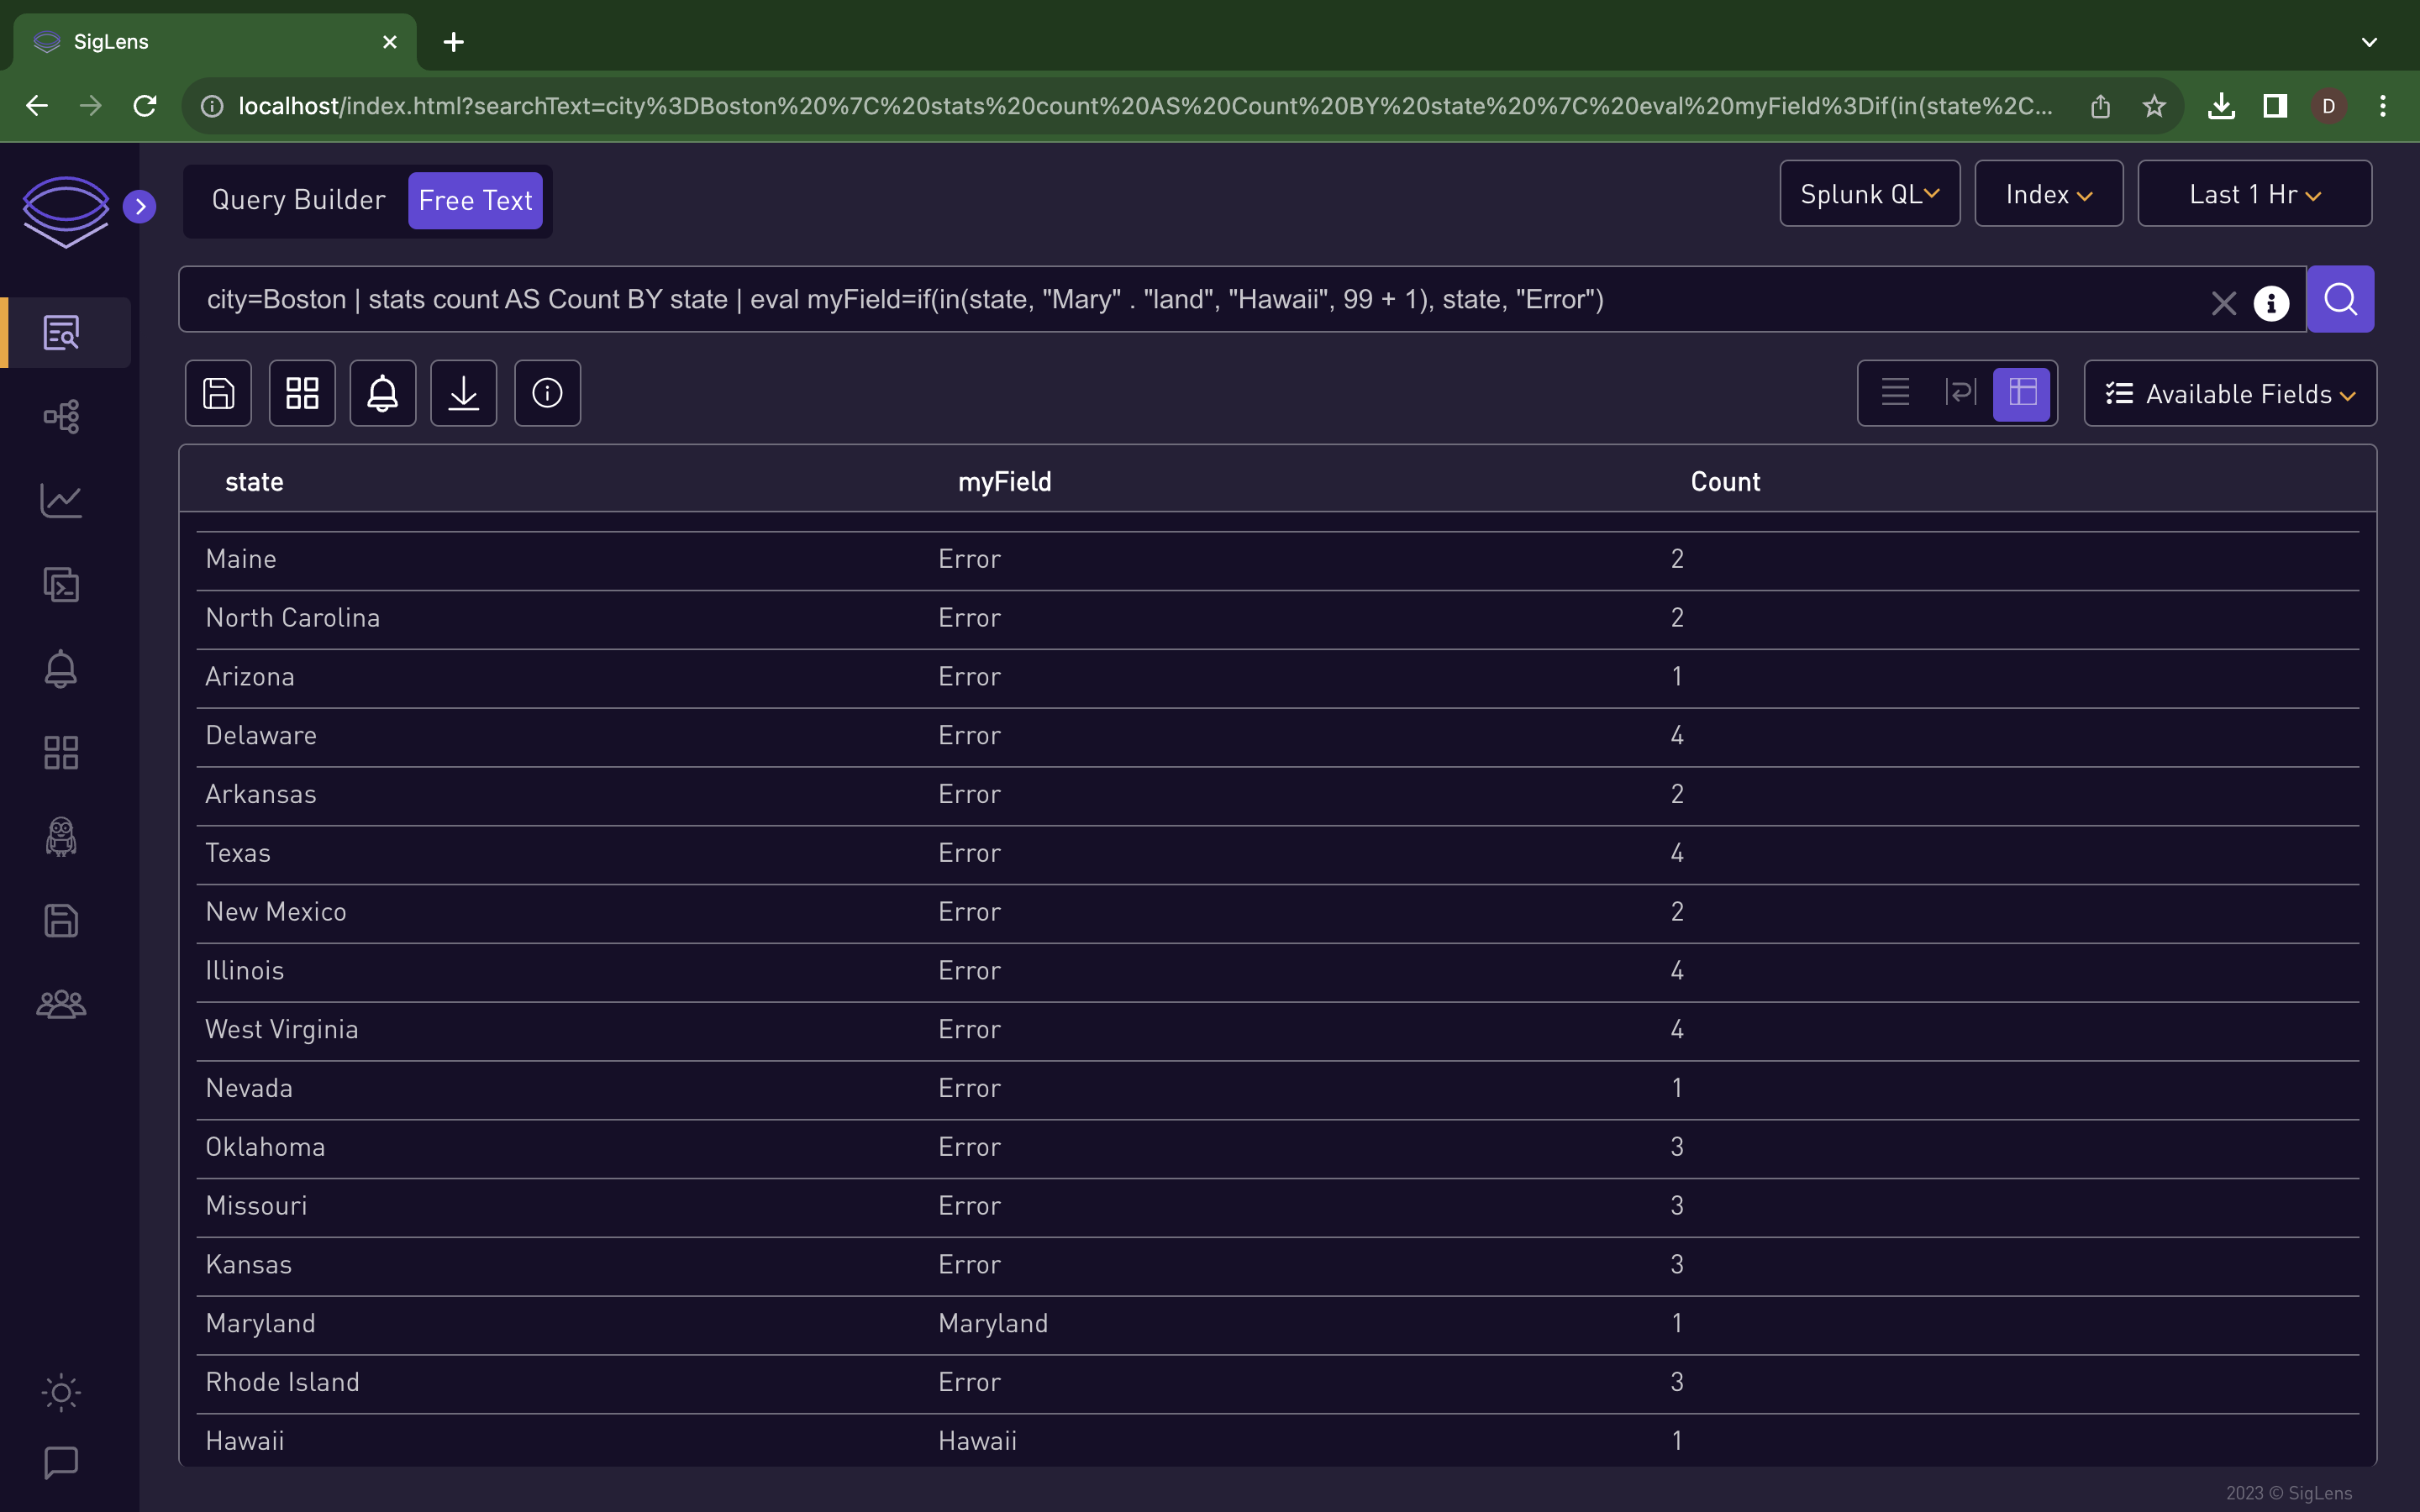 SigLens
localhost/index.html?searchText=city%3DBoston%20%7C%20stats%20count%20AS%20Count%20BY%20state%20%7C%20eval%20myField%3Dif(in(state%2C...
D
Query Builder Free Text
Splunk QL Index Last 1 Hr
city=Boston | stats count AS Count BY state | eval myField=if(in(state, "Mary" . "land", "Hawaii", 99 + 1), state, "Error")
Available Fields
state myField Count
Maine Error 2
North Carolina Error 2
Arizona Error 1
Delaware Error 4
Arkansas Error 2
Texas Error 4
New Mexico Error 2
Illinois Error 4
West Virginia Error 4
Nevada Error 1
Oklahoma Error 3
Missouri Error 3
Kansas Error 3
Maryland Maryland 1
Rhode Island Error 3
Hawaii Hawaii 1
2023 © SigLens